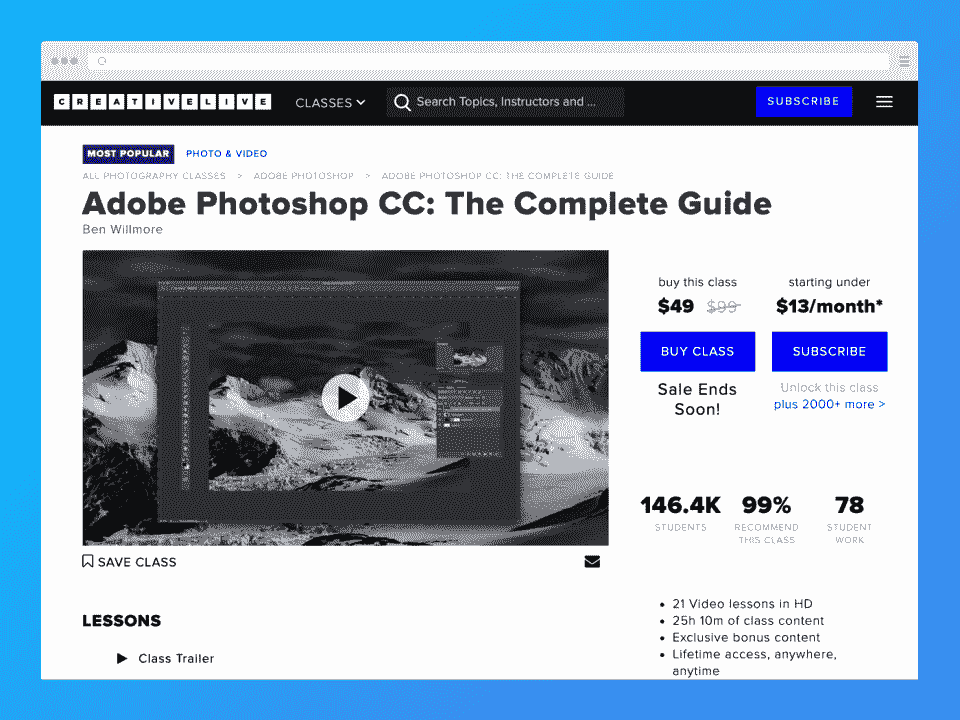 CREATIVELIVE CLASSES Search Topics, Instructors and ... SUBSCRIBE
MOST POPULAR PHOTO & VIDEO
ALL PHOTOGRAPHY CLASSES > ADOBE PHOTOSHOP > ADOBE PHOTOSHOP CC: THE COMPLETE GUIDE
Adobe Photoshop CC: The Complete Guide
Ben Willmore
buy this class
$49 $99
BUY CLASS
Sale Ends
Soon!
starting under
$13/month*
SUBSCRIBE
Unlock this class
plus 2000+ more >
146.4K
STUDENTS
99%
RECOMMEND
THIS CLASS
78
STUDENT
WORK
SAVE CLASS
LESSONS
Class Trailer
• 21 Video lessons in HD
• 25h 10m of class content
• Exclusive bonus content
• Lifetime access, anywhere,
anytime